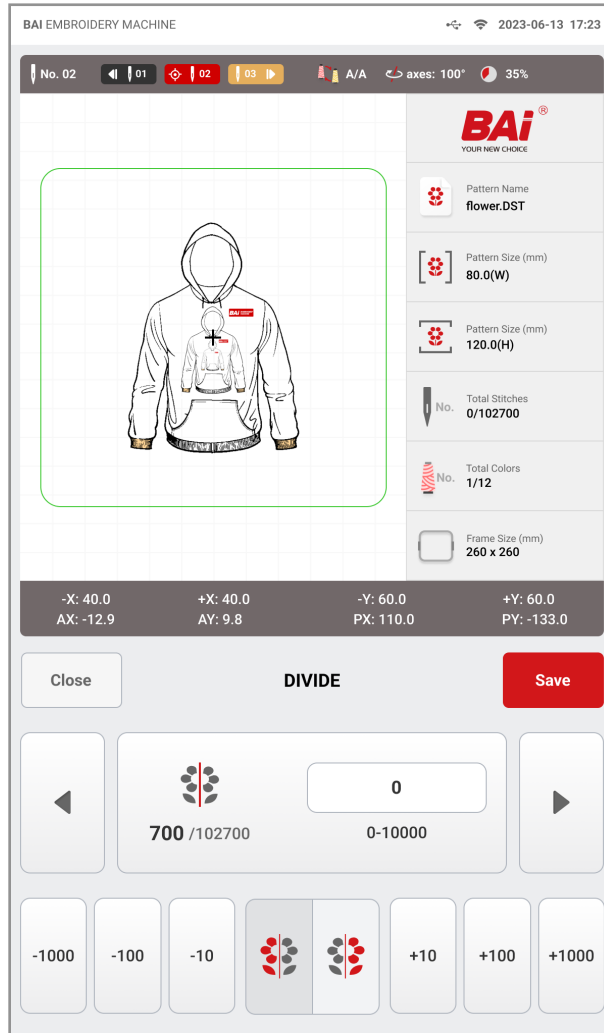 BAI EMBROIDERY MACHINE 2023-06-13 17:23
No. 02 01 02 03 A/A axes: 100° 35%
BAi ®
YOUR NEW CHOICE
Pattern Name
flower.DST
Pattern Size (mm)
80.0(W)
Pattern Size (mm)
120.0(H)
No.
Total Stitches
0/102700
No.
Total Colors
1/12
Frame Size (mm)
260 x 260
BAi
-X: 40.0 +X: 40.0 -Y: 60.0 +Y: 60.0
AX: -12.9 AY: 9.8 PX: 110.0 PY: -133.0
Close DIVIDE Save
0
700 /102700 0-10000
-1000 -100 -10 +10 +100 +1000